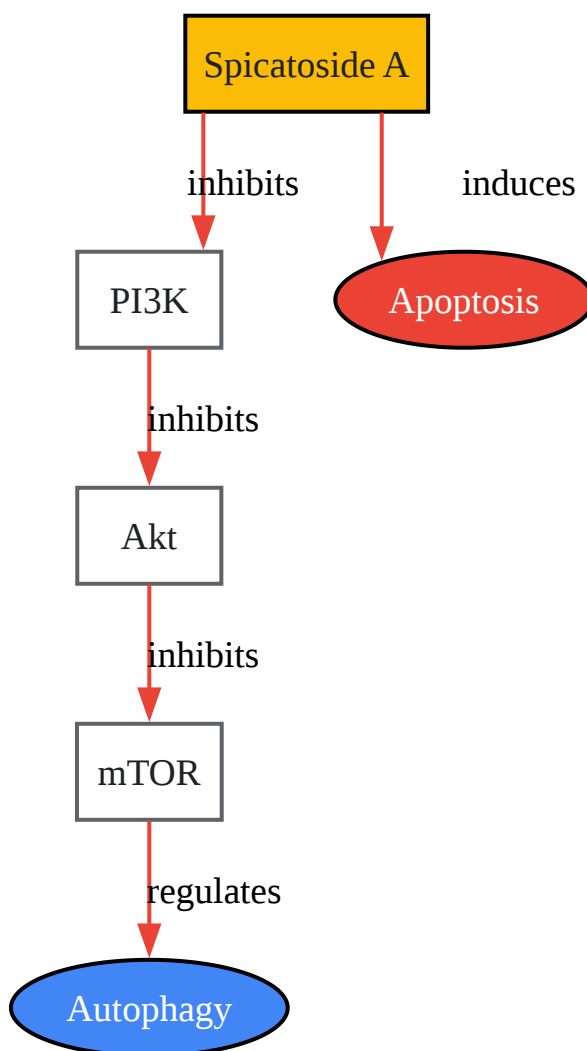 Spicatoside A
inhibits
induces
PI3K
Apoptosis
inhibits
Akt
inhibits
mTOR
regulates
Autophagy